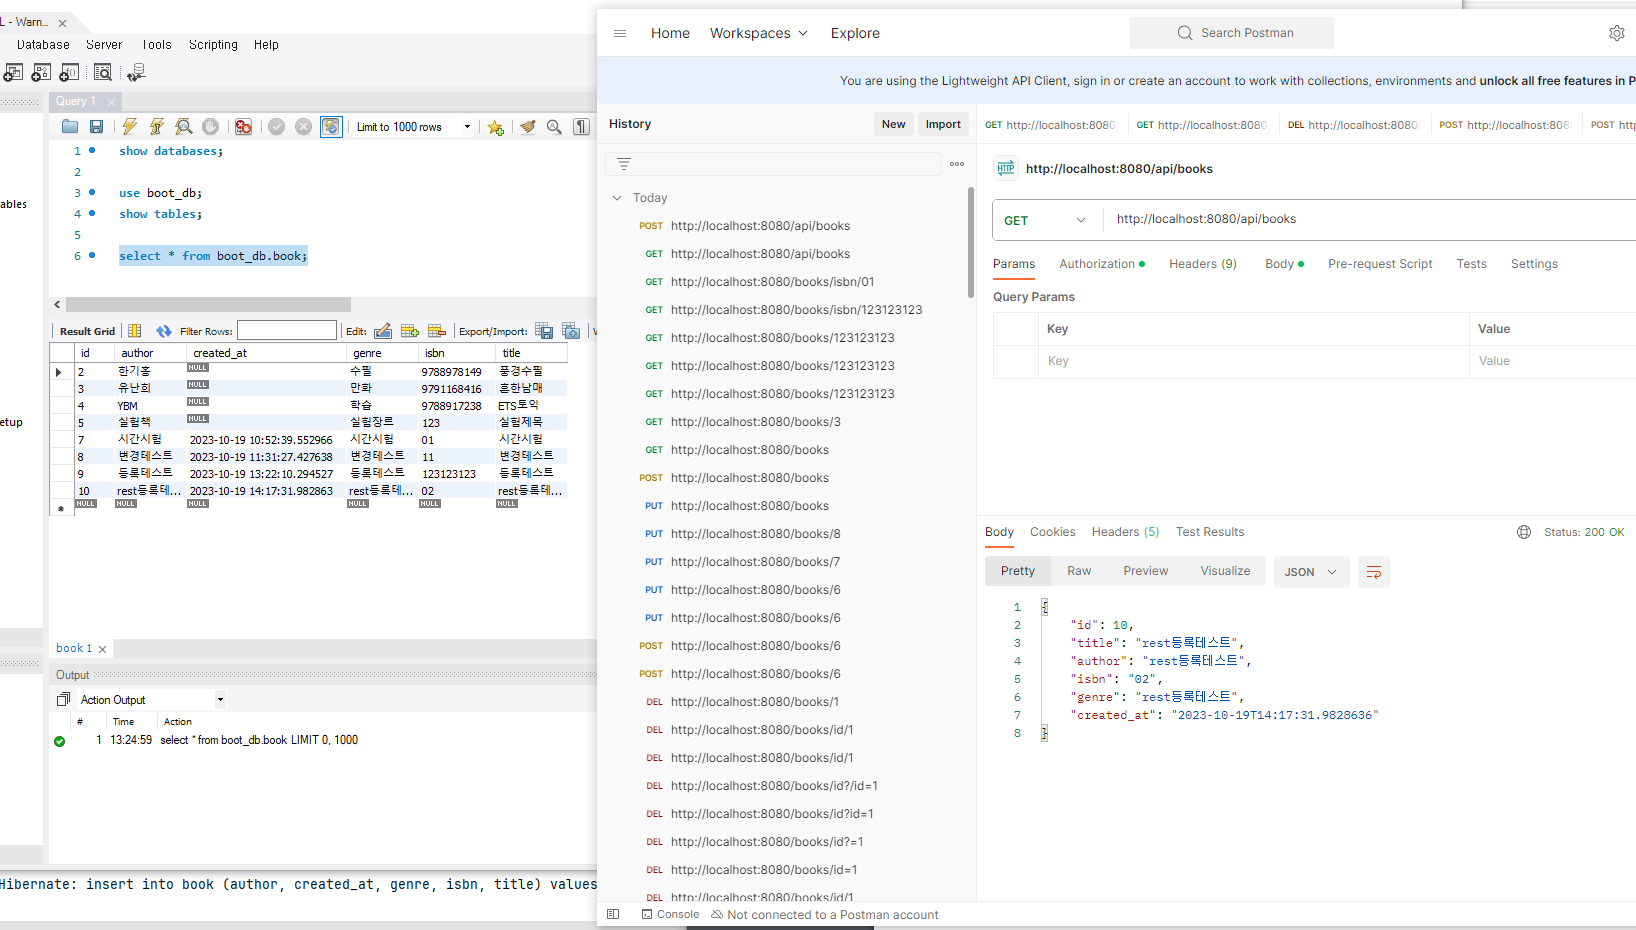 L - Warn...
Database Server Tools Scripting Help
Query 1
Limit to 1000 rows
1 show databases;
2
3 use boot_db;
4 show tables;
5
6 select * from boot_db.book;
ables
etup
Result Grid Filter Rows: Edit: Export/Import:
id author created_at genre isbn title
2 한기홍 NULL 수필 9788978149 풍경수필
3 유난희 NULL 만화 9791168416 흔한남매
4 YBM NULL 학습 9788917238 ETS토익
5 실험책 NULL 실험장르 123 실험제목
7 시간시험 2023-10-19 10:52:39.552966 시간시험 01 시간시험
8 변경테스트 2023-10-19 11:31:27.427638 변경테스트 11 변경테스트
9 등록테스트 2023-10-19 13:22:10.294527 등록테스트 123123123 등록테스트
10 rest등록테... 2023-10-19 14:17:31.982863 rest등록테... 02 rest등록테...
NULL NULL NULL NULL NULL NULL
book 1
Output
Action Output
# Time Action
1 13:24:59 select * from boot_db.book LIMIT 0, 1000
Hibernate: insert into book (author, created_at, genre, isbn, title) values
Home Workspaces Explore
Search Postman
You are using the Lightweight API Client, sign in or create an account to work with collections, environments and unlock all free features in P
History New Import
Today
POST http://localhost:8080/api/books
GET http://localhost:8080/api/books
GET http://localhost:8080/books/isbn/01
GET http://localhost:8080/books/isbn/123123123
GET http://localhost:8080/books/123123123
GET http://localhost:8080/books/123123123
GET http://localhost:8080/books/123123123
GET http://localhost:8080/books/3
GET http://localhost:8080/books
POST http://localhost:8080/books
PUT http://localhost:8080/books
PUT http://localhost:8080/books/8
PUT http://localhost:8080/books/7
PUT http://localhost:8080/books/6
PUT http://localhost:8080/books/6
POST http://localhost:8080/books/6
POST http://localhost:8080/books/6
DEL http://localhost:8080/books/1
DEL http://localhost:8080/books/id/1
DEL http://localhost:8080/books/id/1
DEL http://localhost:8080/books/id?/id=1
DEL http://localhost:8080/books/id?id=1
DEL http://localhost:8080/books/id?=1
DEL http://localhost:8080/books/id=1
DEL http://localhost:8080/books/id/1
GET http://localhost:8080 GET http://localhost:8080 DEL http://localhost:8080/ POST http://localhost:808 POST http
HTTP http://localhost:8080/api/books
GET http://localhost:8080/api/books
Params Authorization Headers (9) Body Pre-request Script Tests Settings
Query Params
Key Value
Key Value
Body Cookies Headers (5) Test Results Status: 200 OK
Pretty Raw Preview Visualize JSON
1 {
2 "id": 10,
3 "title": "rest등록테스트",
4 "author": "rest등록테스트",
5 "isbn": "02",
6 "genre": "rest등록테스트",
7 "created_at": "2023-10-19T14:17:31.9828636"
8 }
Console Not connected to a Postman account